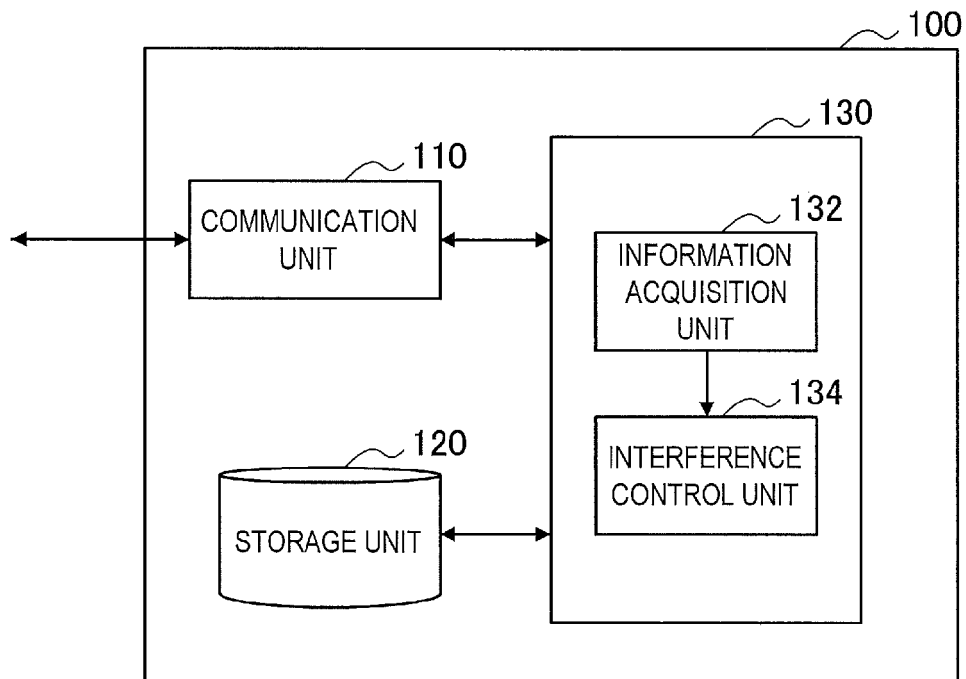 100
130
110
COMMUNICATION
UNIT
132
INFORMATION
ACQUISITION
UNIT
134
INTERFERENCE
CONTROL UNIT
120
STORAGE UNIT